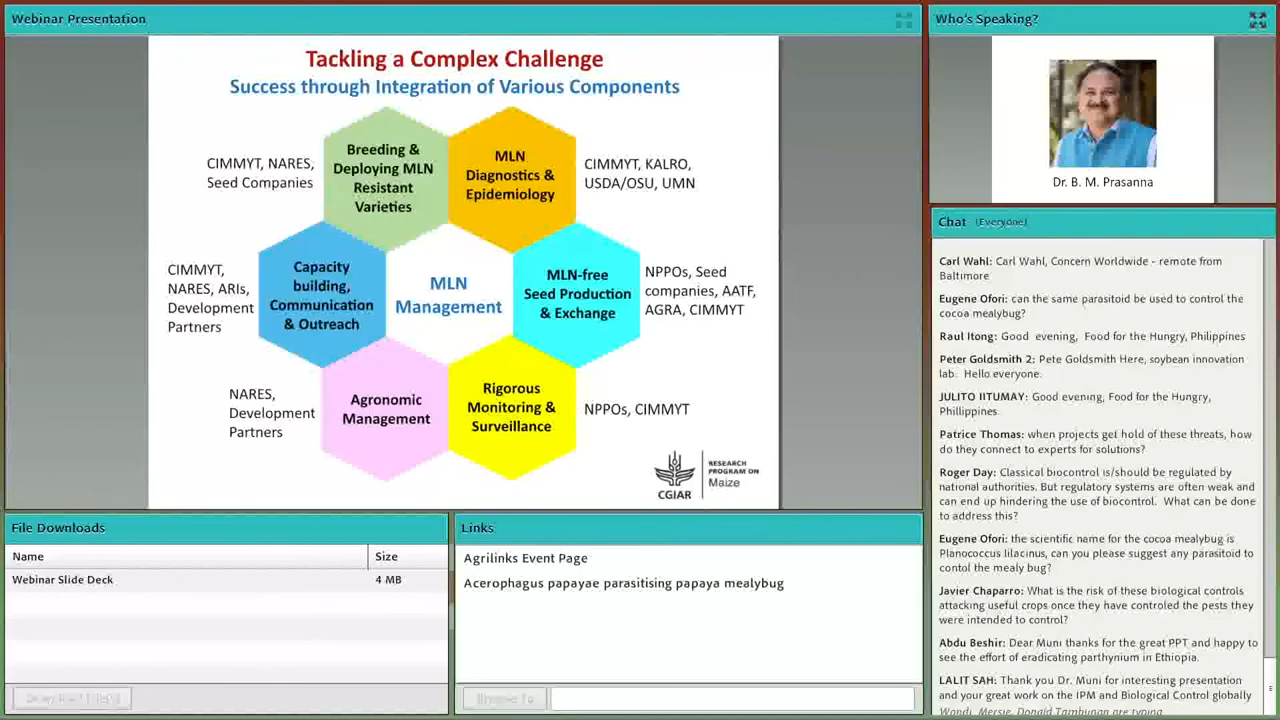 Webinar Presentation
Tackling a Complex Challenge
Success through Integration of Various Components
CIMMYT, NARES,
Seed Companies
Breeding &
Deploying MLN
Resistant
Varieties
MLN
Diagnostics &
Epidemiology
CIMMYT, KALRO,
USDA/OSU, UMN
CIMMYT,
NARES, ARIs,
Development
Partners
Capacity
building,
Communication
& Outreach
MLN
Management
MLN-free
Seed Production
& Exchange
NPPOs, Seed
companies, AATF,
AGRA, CIMMYT
NARES,
Development
Partners
Agronomic
Management
Rigorous
Monitoring &
Surveillance
NPPOs, CIMMYT
CGIAR
RESEARCH
PROGRAM ON
Maize
Who's Speaking?
Dr. B. M. Prasanna
Chat (Everyone)
Carl Wahl: Carl Wahl, Concern Worldwide - remote from
Baltimore
Eugene Ofori: can the same parasitoid be used to control the
cocoa mealybug?
Raul Itong: Good evening, Food for the Hungry, Philippines
Peter Goldsmith 2: Pete Goldsmith Here, soybean innovation
lab. Hello everyone.
JULITO IITUMAY: Good evening, Food for the Hungry,
Phillippines.
Patrice Thomas: when projects get hold of these threats, how
do they connect to experts for solutions?
Roger Day: Classical biocontrol is/should be regulated by
national authorities. But regulatory systems are often weak and
can end up hindering the use of biocontrol. What can be done
to address this?
Eugene Ofori: the scientific name for the cocoa mealybug is
Planococcus lilacinus, can you please suggest any parasitoid to
contol the mealy bug?
Javier Chaparro: What is the risk of these biological controls
attacking useful crops once they have controled the pests they
were intended to control?
Abdu Beshir: Dear Muni thanks for the great PPT and happy to
see the effort of eradicating parthynium in Ethiopia.
LALIT SAH: Thank you Dr. Muni for interesting presentation
and your great work on the IPM and Biological Control globally
Wondi, Mersie, Donald Tambunan are typing
File Downloads
Name Size
Webinar Slide Deck 4 MB
Links
Agrilinks Event Page
Acerophagus papayae parasitising papaya mealybug
Browse To